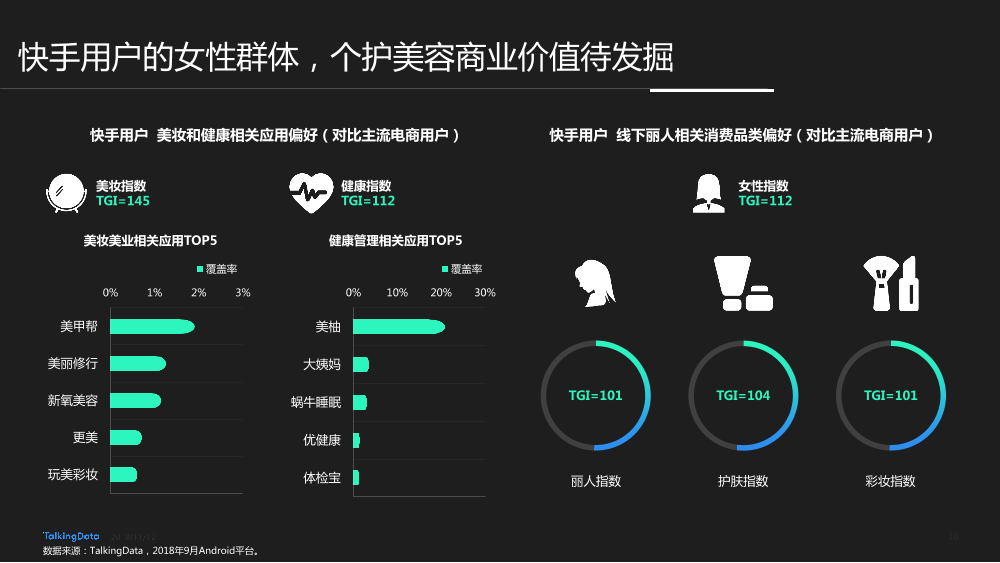 快手用户的女性群体，个护美容商业价值待发掘
快手用户 美妆和健康相关应用偏好（对比主流电商用户）
美妆指数
TGI=145
健康指数
TGI=112
美妆美业相关应用TOP5
覆盖率
0% 1% 2% 3%
美甲帮
美丽修行
新氧美容
更美
玩美彩妆
健康管理相关应用TOP5
覆盖率
0% 10% 20% 30%
美柚
大姨妈
蜗牛睡眠
优健康
体检宝
快手用户 线下丽人相关消费品类偏好（对比主流电商用户）
女性指数
TGI=112
TGI=101
TGI=104
TGI=101
丽人指数
护肤指数
彩妆指数
TalkingData
数据来源：TalkingData，2018年9月Android平台。